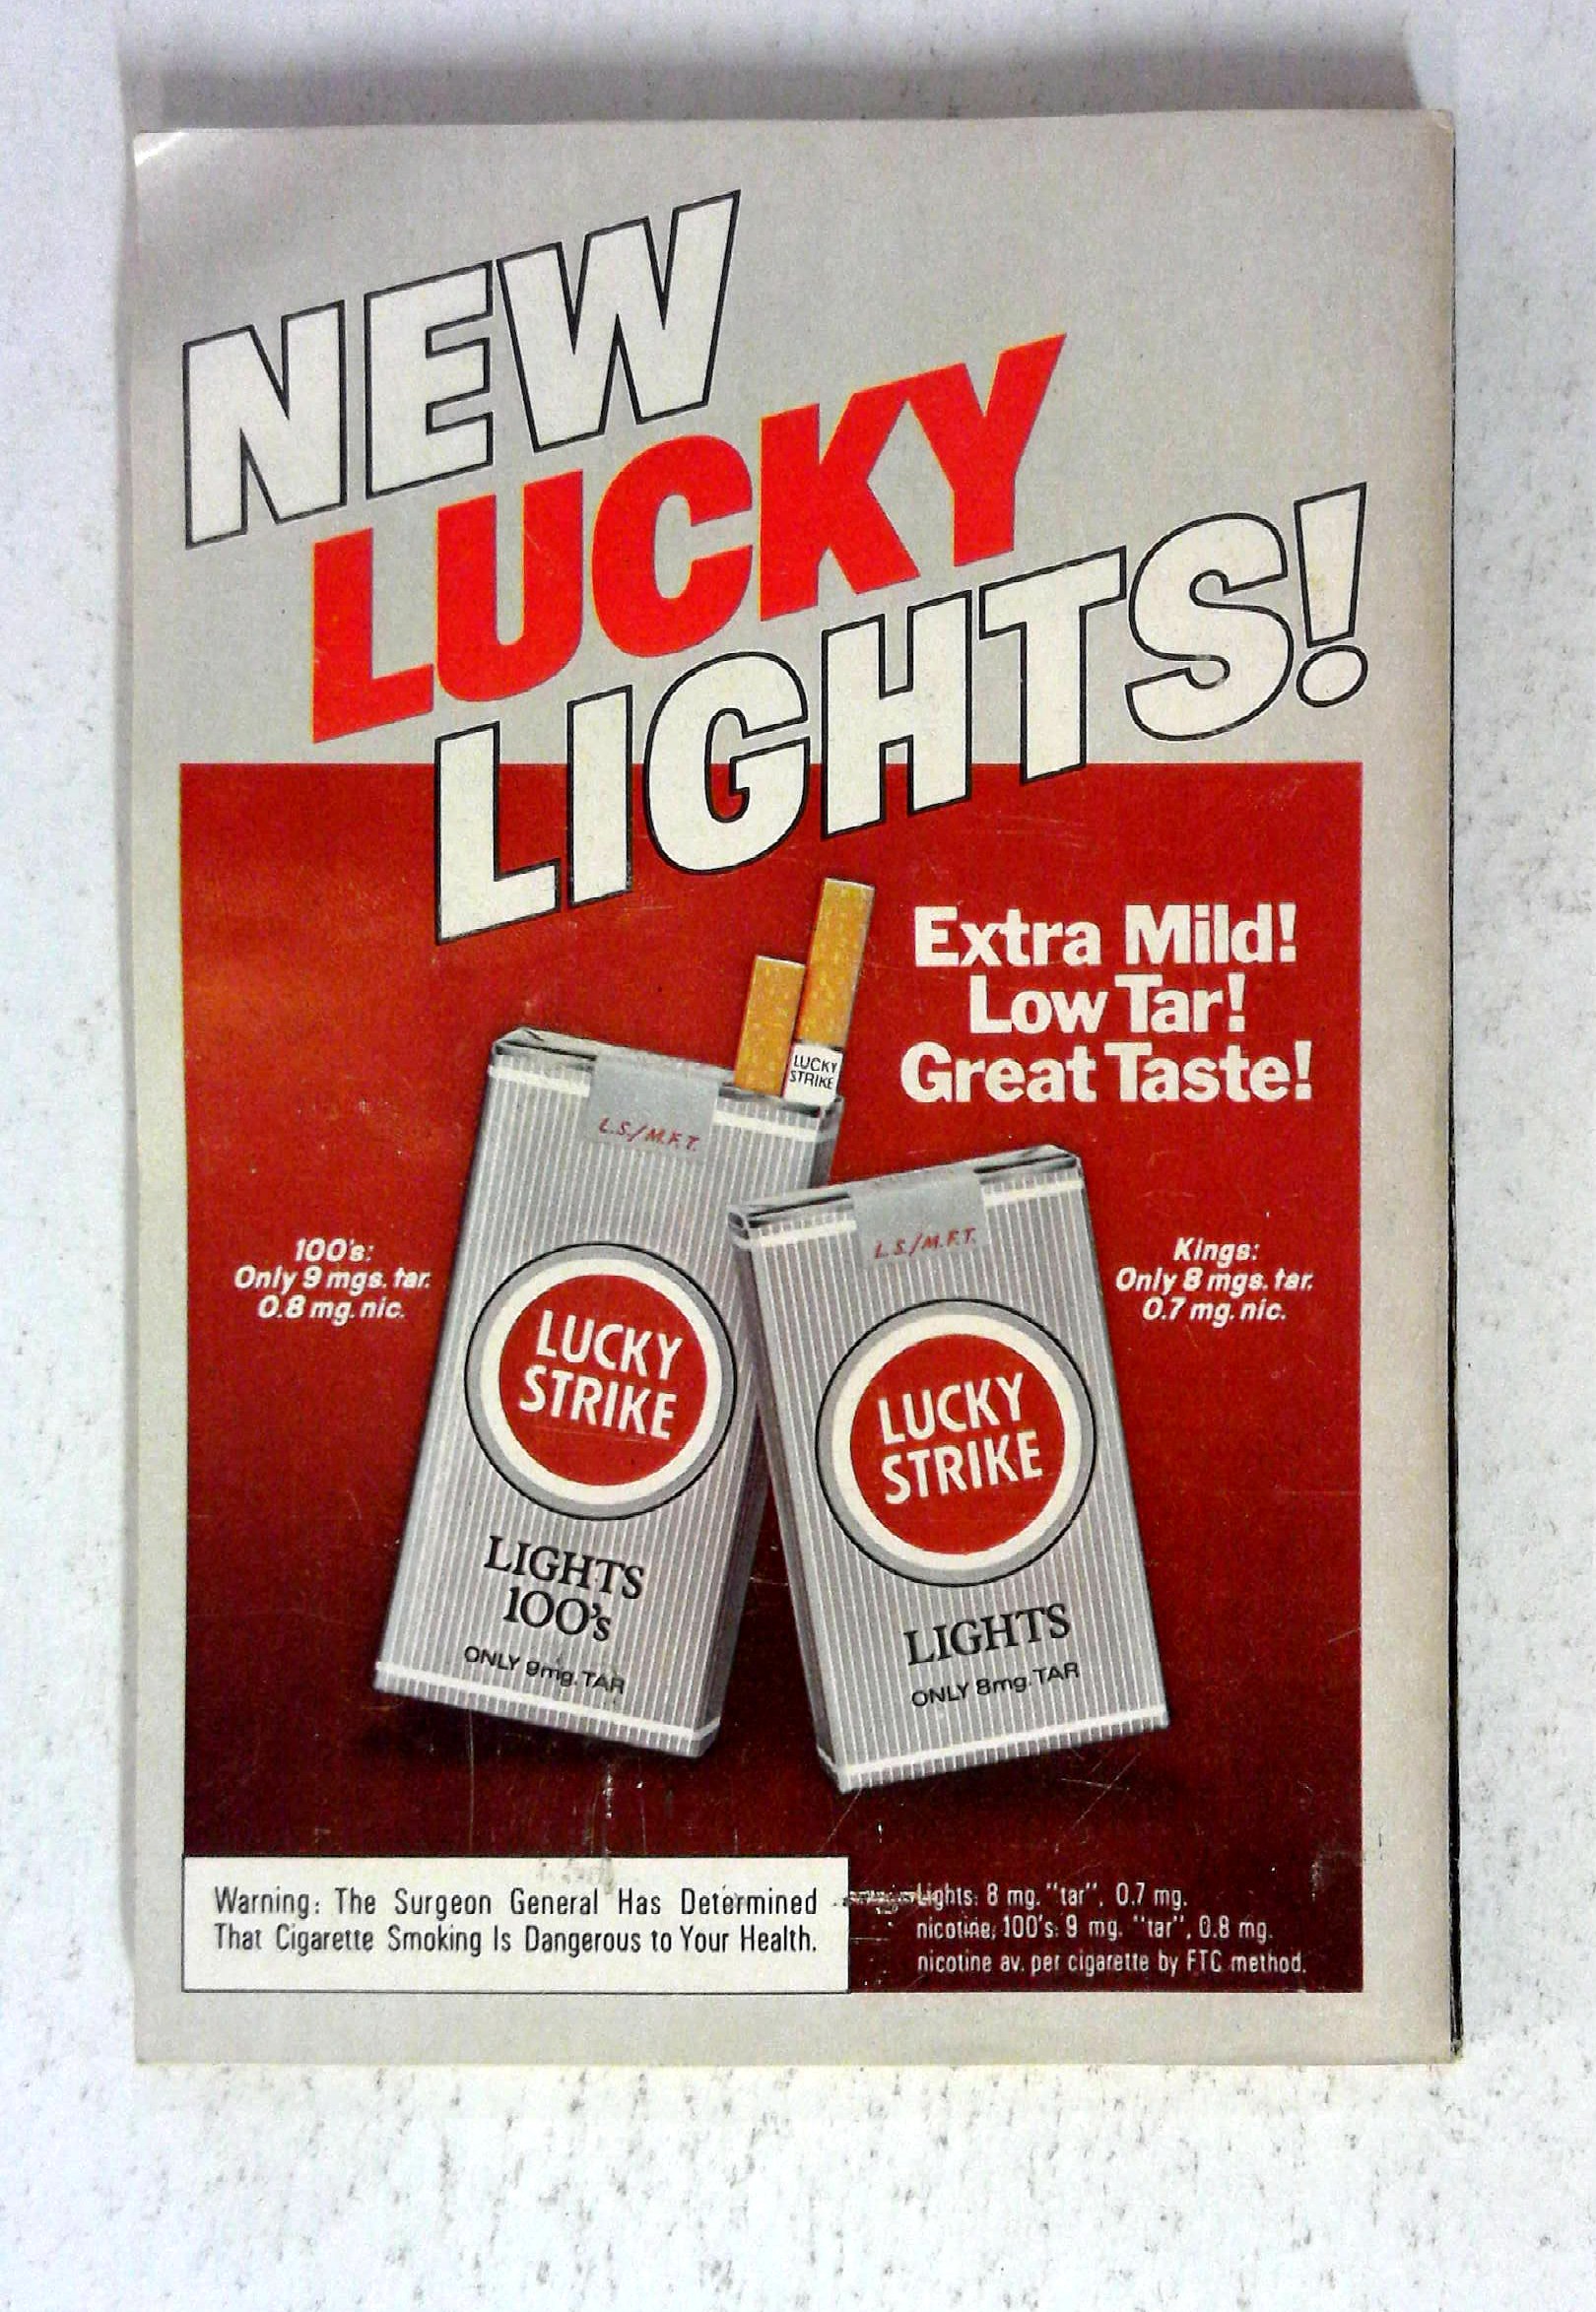 NEW
LUCKY
LIGHTS!
Extra Mild!
Low Tar!
Great Taste!
LUCKY
STRIKE
L.S./M.F.T.
L.S./M.F.T.
100's:
Only 9 mgs. tar.
0.8 mg. nic.
Kings:
Only 8 mgs. tar.
0.7 mg. nic.
LUCKY
STRIKE
LIGHTS
100's
ONLY 9mg. TAR
LUCKY
STRIKE
LIGHTS
ONLY 8mg. TAR
Warning: The Surgeon General Has Determined
That Cigarette Smoking Is Dangerous to Your Health.
Lights: 8 mg. "tar", 0.7 mg.
nicotine; 100's: 9 mg. "tar", 0.8 mg.
nicotine av. per cigarette by FTC method.